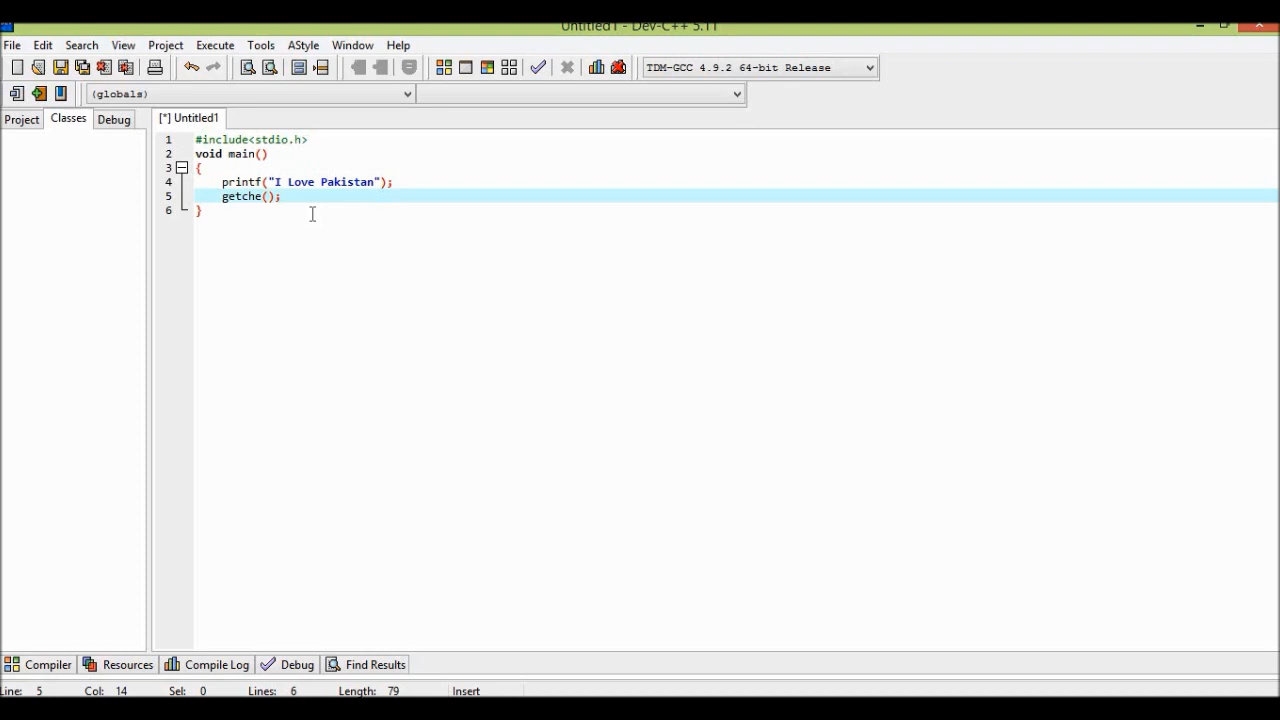 Untitled1 - Dev-C++ 5.11
File Edit Search View Project Execute Tools AStyle Window Help
TDM-GCC 4.9.2 64-bit Release
(globals)
Project Classes Debug [*] Untitled1
1 #include<stdio.h>
2 void main()
3 {
4 printf("I Love Pakistan");
5 getche();
6 }
Compiler Resources Compile Log Debug Find Results
Line: 5 Col: 14 Sel: 0 Lines: 6 Length: 79 Insert